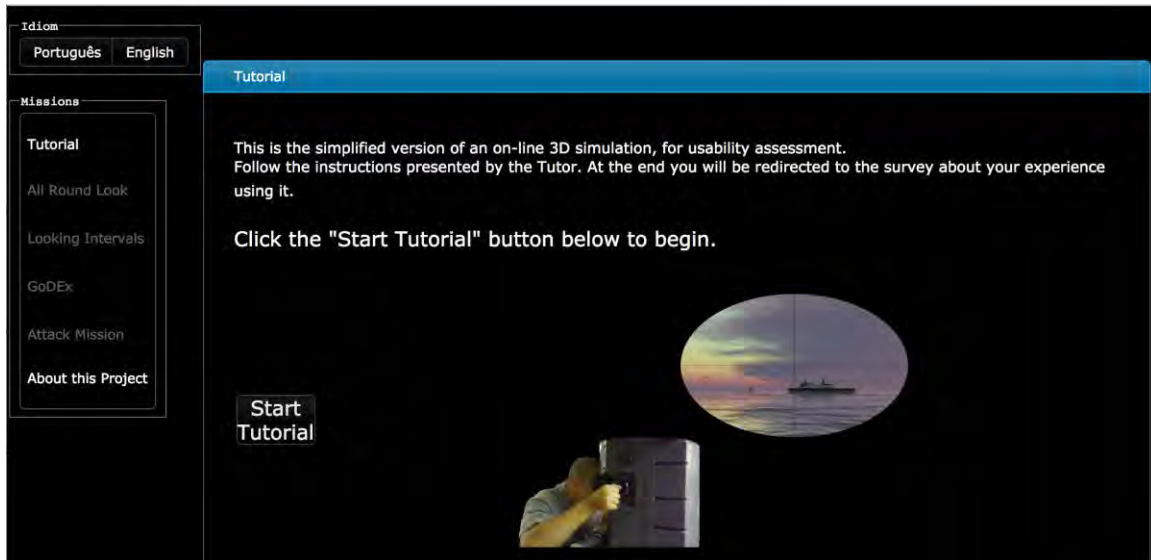 Idiom
Português English
Missions
Tutorial
All Round Look
Looking Intervals
GoDEx
Attack Mission
About this Project
Tutorial
This is the simplified version of an on-line 3D simulation, for usability assessment.
Follow the instructions presented by the Tutor. At the end you will be redirected to the survey about your experience
using it.
Click the "Start Tutorial" button below to begin.
Start
Tutorial